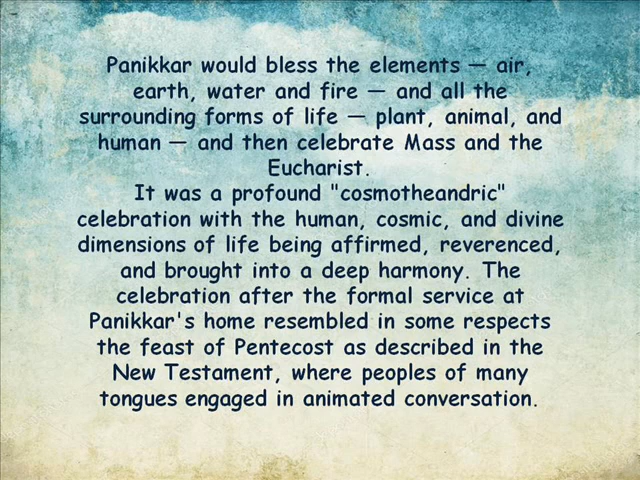 Panikkar would bless the elements — air,
earth, water and fire — and all the
surrounding forms of life — plant, animal, and
human — and then celebrate Mass and the
Eucharist.
It was a profound "cosmotheandric"
celebration with the human, cosmic, and divine
dimensions of life being affirmed, reverenced,
and brought into a deep harmony. The
celebration after the formal service at
Panikkar's home resembled in some respects
the feast of Pentecost as described in the
New Testament, where peoples of many
tongues engaged in animated conversation.